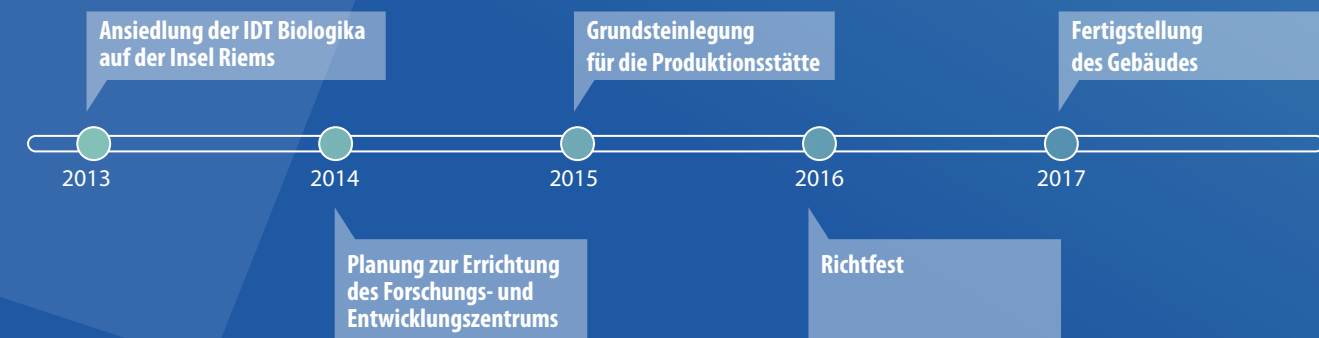 Ansiedlung der IDT Biologika
auf der Insel Riems
Grundsteinlegung
für die Produktionsstätte
Fertigstellung
des Gebäudes
2013
2014
2015
2016
2017
Planung zur Errichtung
des Forschungs- und
Entwicklungszentrums
Richtfest